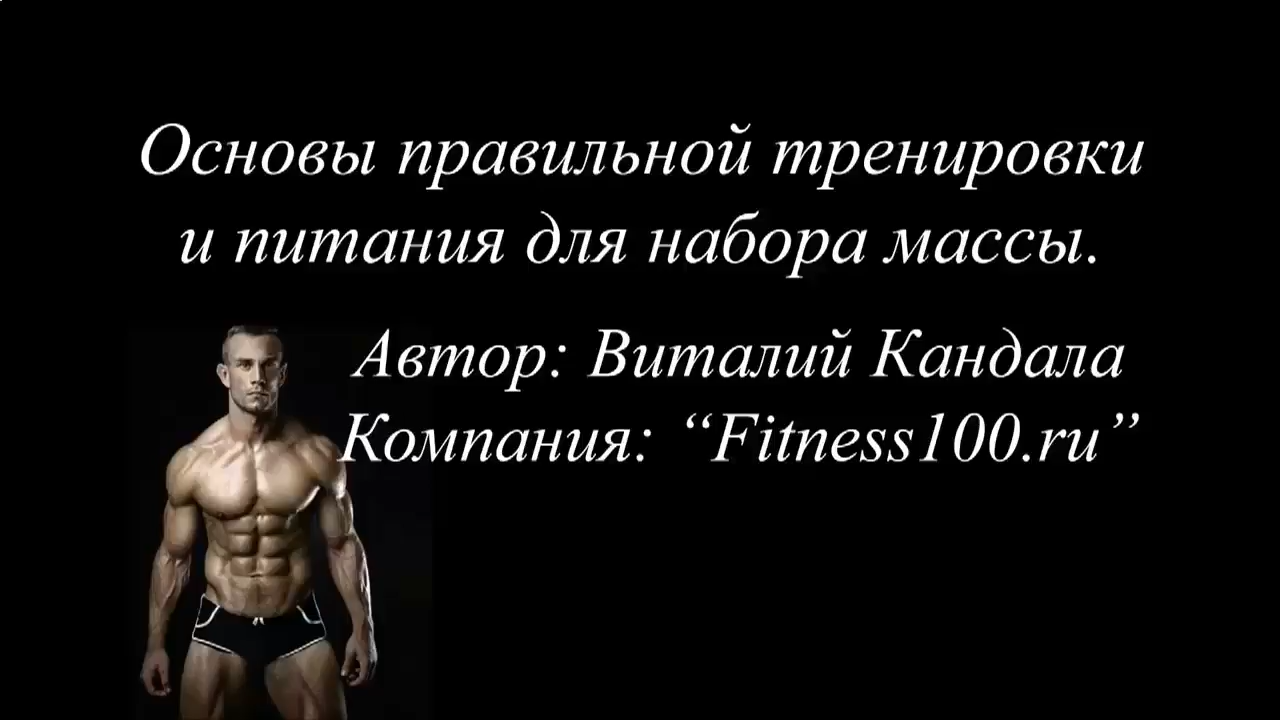 Основы правильной тренировки
и питания для набора массы.
Автор: Виталий Кандала
Компания: “Fitness100.ru”